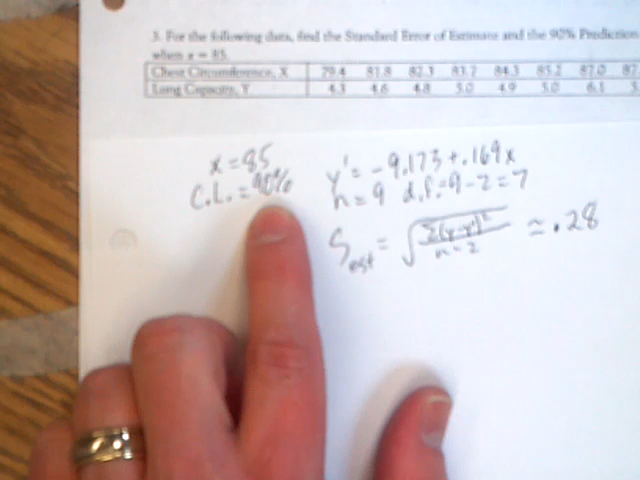 3. For the following data, find the Standard Error of Estimate and the 90% Prediction
when x = 85.
Chest Circumference, X 79.4 81.8 82.3 83.7 84.3 85.2 87.0 87
Lung Capacity, Y 4.3 4.6 4.8 5.0 4.9 5.0 6.1 5
x = 85
C.L. = 90%
y' = -9.173 + .169x
n = 9 d.f. = 9 - 2 = 7
S est = √Σ(y-y')²/n-2 ≃ .28